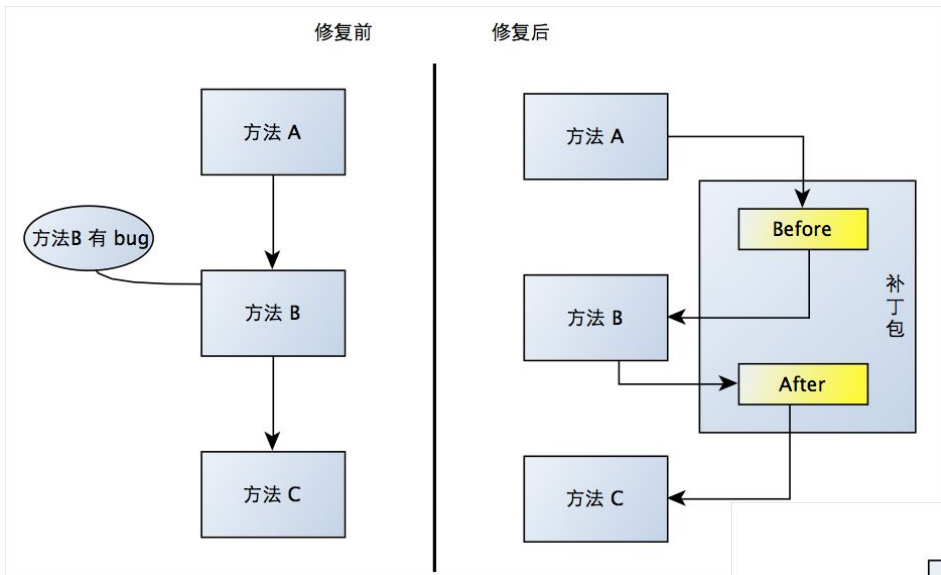 修复前
修复后
方法 A
方法B 有 bug
方法 B
方法 C
方法 A
Before
方法 B
补
丁
包
After
方法 C